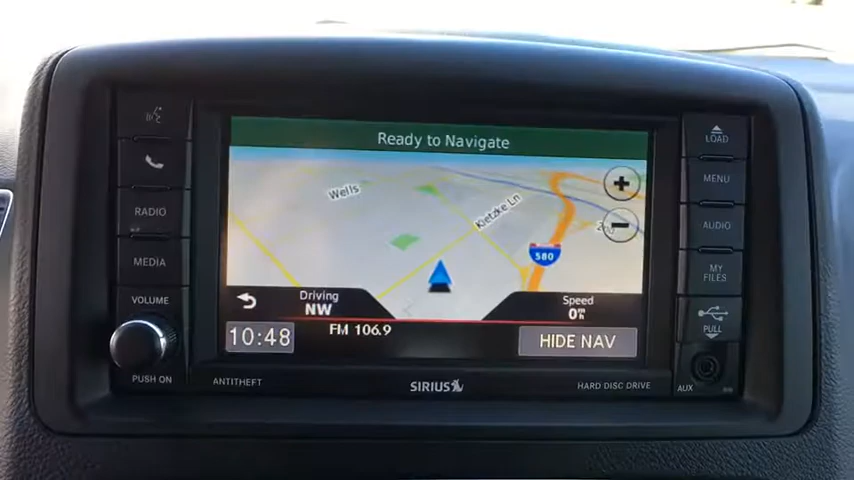 Ready to Navigate
LOAD
MENU
RADIO
AUDIO
MEDIA
MY
FILES
VOLUME
PULL
PUSH ON
AUX
Wells
Kietzke Ln
2nd
580
Driving
NW
Speed
0
10:48
FM 106.9
HIDE NAV
ANTITHEFT
SIRIUS
HARD DISC DRIVE